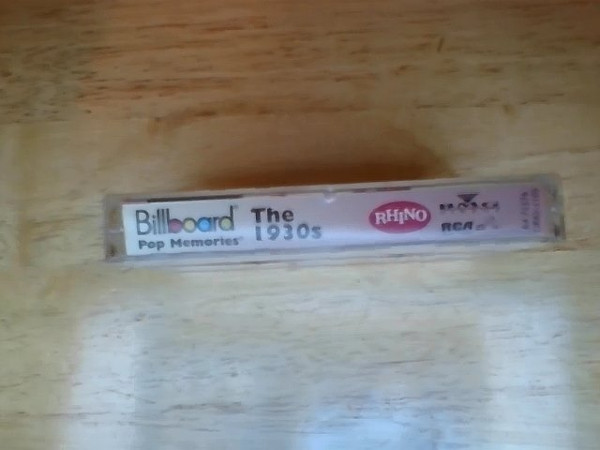 Billboard
Pop Memories
The
1930s
RHINO
RCA